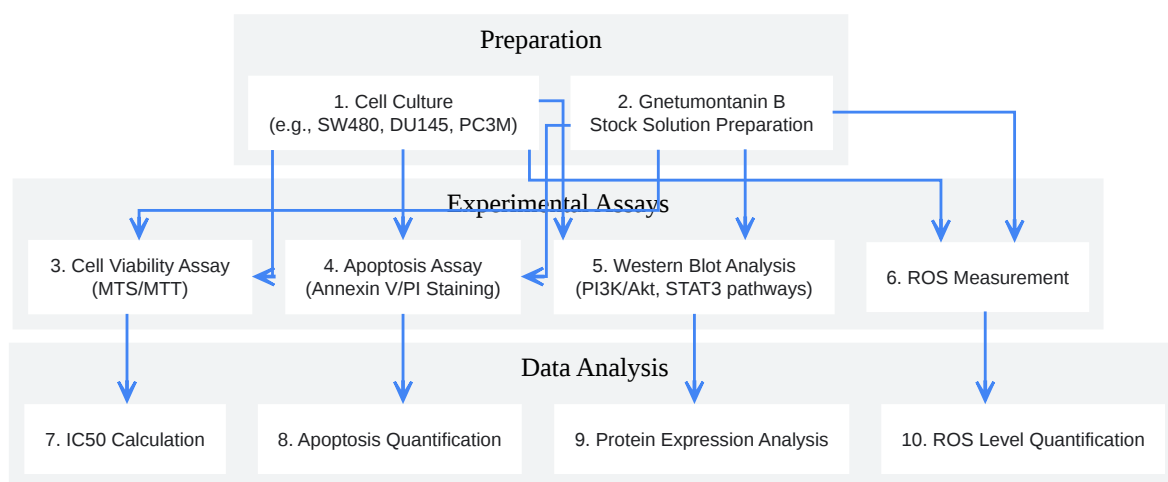 Preparation
1. Cell Culture
(e.g., SW480, DU145, PC3M)
2. Gnetumontanin B
Stock Solution Preparation
Experimental Assays
3. Cell Viability Assay
(MTS/MTT)
4. Apoptosis Assay
(Annexin V/PI Staining)
5. Western Blot Analysis
(PI3K/Akt, STAT3 pathways)
6. ROS Measurement
Data Analysis
7. IC50 Calculation
8. Apoptosis Quantification
9. Protein Expression Analysis
10. ROS Level Quantification